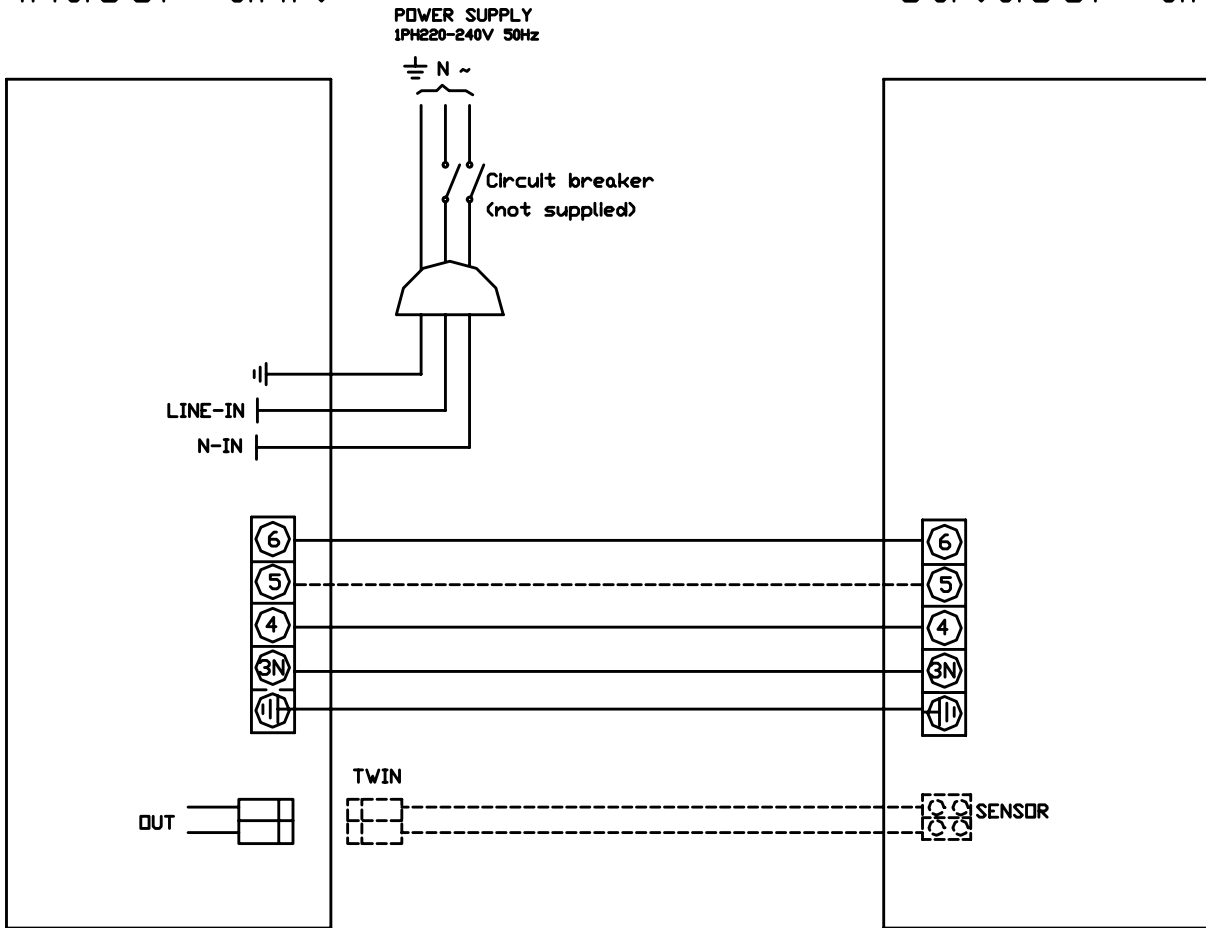 POWER SUPPLY
1PH220-240V 50Hz
N ~
Circuit breaker
(not supplied)
LINE-IN
N-IN
6
6
5
5
4
4
3N
3N
TWIN
OUT
SENSOR